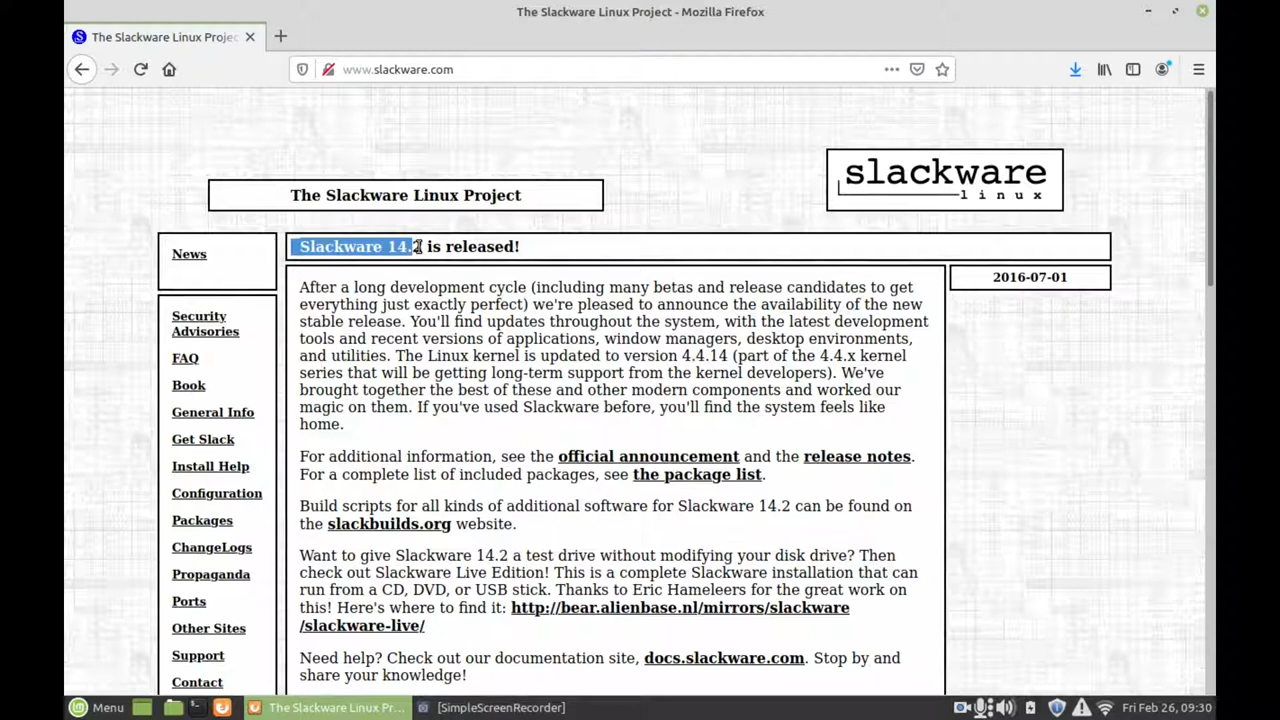 The Slackware Linux Project - Mozilla Firefox
The Slackware Linux Projec
www.slackware.com
slackware
linux
The Slackware Linux Project
News
Slackware 14.2 is released!
2016-07-01
Security
Advisories
FAQ
Book
General Info
Get Slack
Install Help
Configuration
Packages
ChangeLogs
Propaganda
Ports
Other Sites
Support
Contact
After a long development cycle (including many betas and release candidates to get
everything just exactly perfect) we're pleased to announce the availability of the new
stable release. You'll find updates throughout the system, with the latest development
tools and recent versions of applications, window managers, desktop environments,
and utilities. The Linux kernel is updated to version 4.4.14 (part of the 4.4.x kernel
series that will be getting long-term support from the kernel developers). We've
brought together the best of these and other modern components and worked our
magic on them. If you've used Slackware before, you'll find the system feels like
home.
For additional information, see the official announcement and the release notes.
For a complete list of included packages, see the package list.
Build scripts for all kinds of additional software for Slackware 14.2 can be found on
the slackbuilds.org website.
Want to give Slackware 14.2 a test drive without modifying your disk drive? Then
check out Slackware Live Edition! This is a complete Slackware installation that can
run from a CD, DVD, or USB stick. Thanks to Eric Hameleers for the great work on
this! Here's where to find it: http://bear.alienbase.nl/mirrors/slackware
/slackware-live/
Need help? Check out our documentation site, docs.slackware.com. Stop by and
share your knowledge!
Menu
The Slackware Linux Pr...
[SimpleScreenRecorder]
Fri Feb 26, 09:30